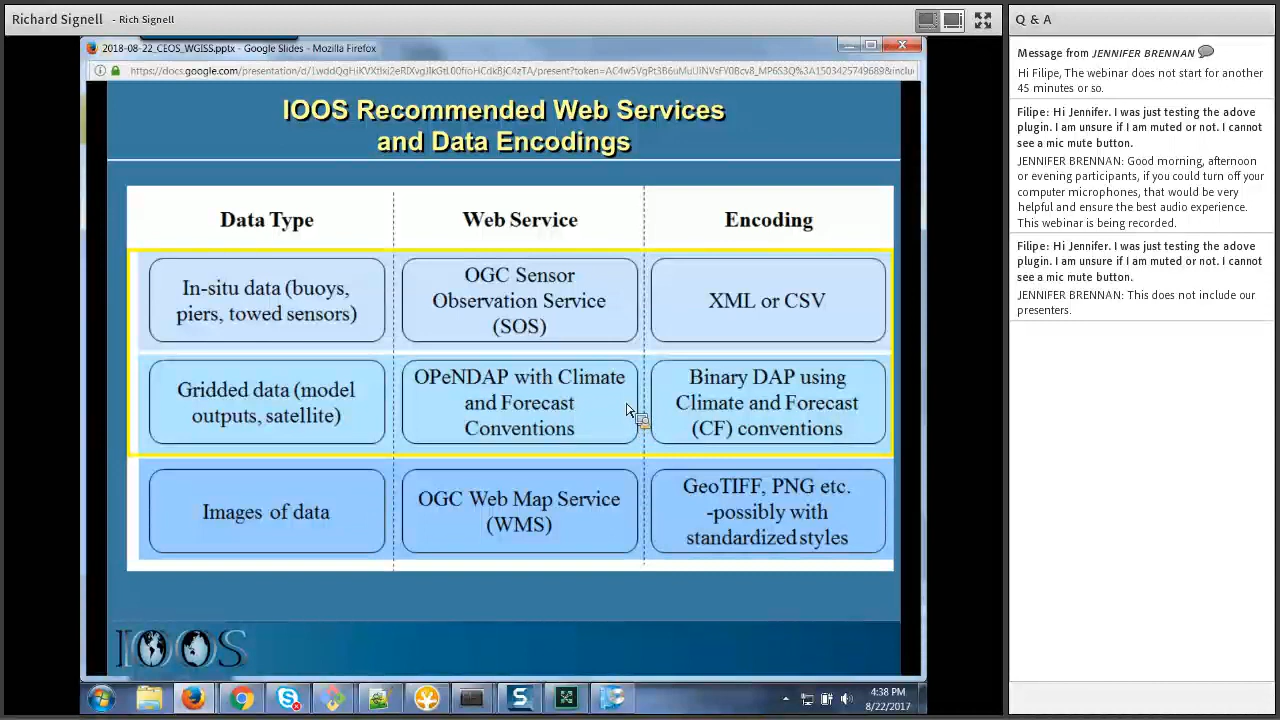 Richard Signell - Rich Signell
2018-08-22_CEOS_WGISS.pptx - Google Slides - Mozilla Firefox
IOOS Recommended Web Services
and Data Encodings
Data Type
Web Service
Encoding
In-situ data (buoys,
piers, towed sensors)
OGC Sensor
Observation Service
(SOS)
XML or CSV
Gridded data (model
outputs, satellite)
OPeNDAP with Climate
and Forecast
Conventions
Binary DAP using
Climate and Forecast
(CF) conventions
Images of data
OGC Web Map Service
(WMS)
GeoTIFF, PNG etc.
-possibly with
standardized styles
IOOS
4:38 PM
8/22/2017
Q & A
Message from JENNIFER BRENNAN
Hi Filipe, The webinar does not start for another
45 minutes or so.
Filipe: Hi Jennifer. I was just testing the adove
plugin. I am unsure if I am muted or not. I cannot
see a mic mute button.
JENNIFER BRENNAN: Good morning, afternoon
or evening participants, if you could turn off your
computer microphones, that would be very
helpful and ensure the best audio experience.
This webinar is being recorded.
Filipe: Hi Jennifer. I was just testing the adove
plugin. I am unsure if I am muted or not. I cannot
see a mic mute button.
JENNIFER BRENNAN: This does not include our
presenters.